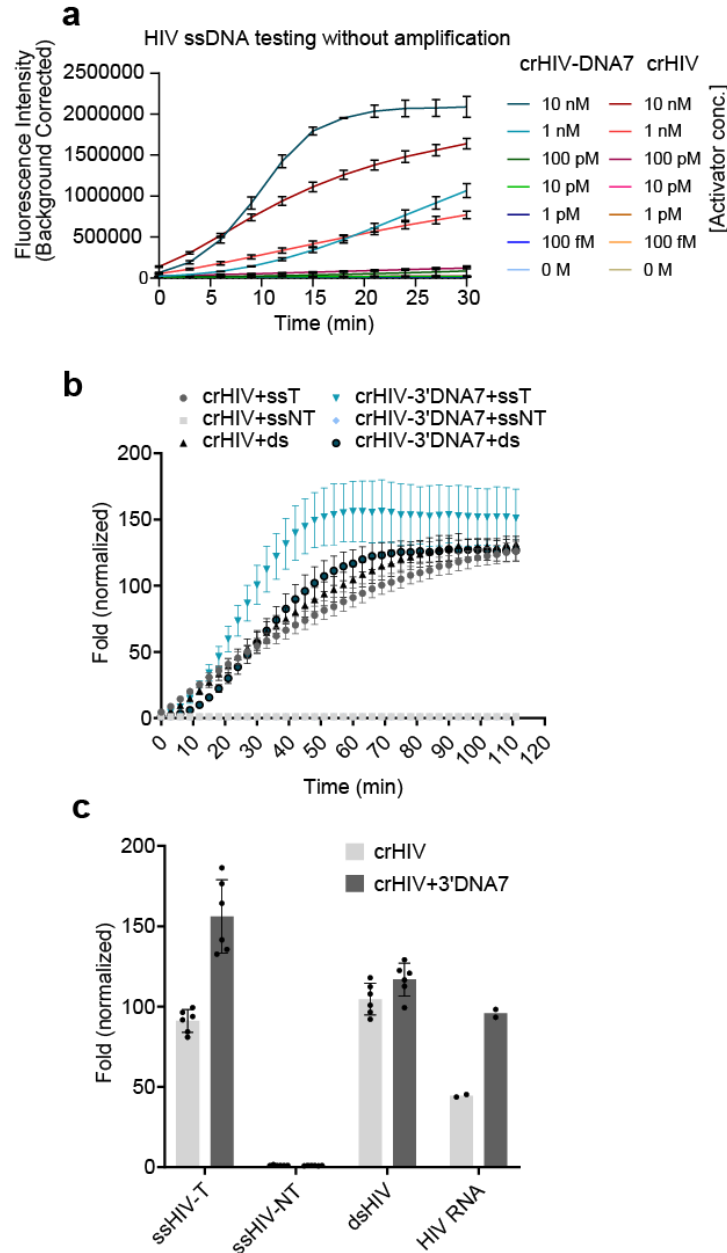 a
HIV ssDNA testing without amplification
Fluorescence Intensity
(Background Corrected)
2500000
2000000
1500000
1000000
500000
0
0 5 10 15 20 25 30
Time (min)
crHIV-DNA7 crHIV
10 nM 10 nM
1 nM 1 nM
100 pM 100 pM
10 pM 10 pM
1 pM 1 pM
100 fM 100 fM
0 M 0 M
[Activator conc.]
b
crHIV+ssT crHIV-3'DNA7+ssT
crHIV+ssNT crHIV-3'DNA7+ssNT
crHIV+ds crHIV-3'DNA7+ds
Fold (normalized)
200
150
100
50
0
0 10 20 30 40 50 60 70 80 90 100 110 120
Time (min)
c
crHIV
crHIV+3'DNA7
Fold (normalized)
200
150
100
50
0
ssHIV-T ssHIV-NT dsHIV HIV RNA